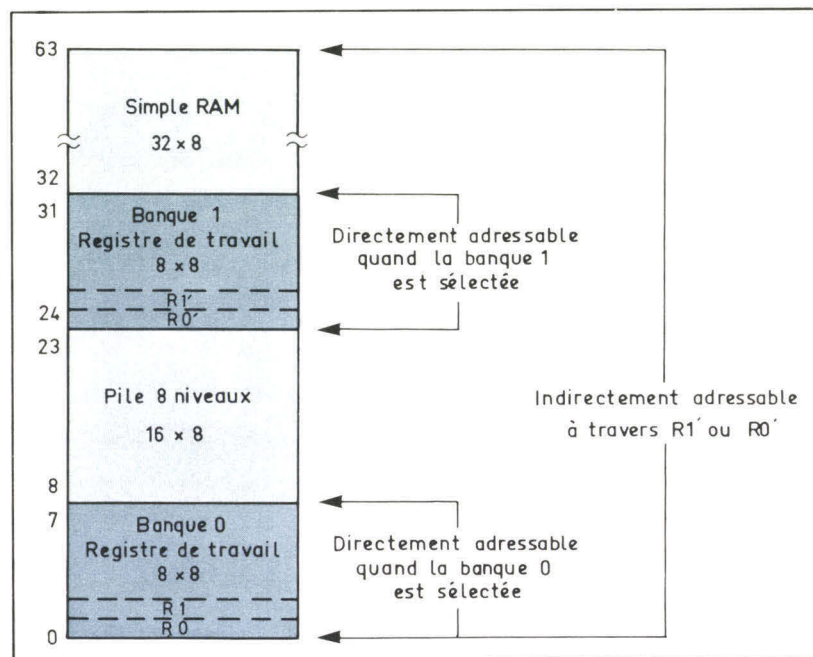 63
Simple RAM
32 × 8
32
31
Banque 1
Registre de travail
8 × 8
R1′
24
R0′
23
Pile 8 niveaux
16 × 8
8
7
Banque 0
Registre de travail
8 × 8
R1
R0
0
Directement adressable
quand la banque 1
est sélectée
Directement adressable
quand la banque 0
est sélectée
Indirectement adressable
à travers R1′ ou R0′